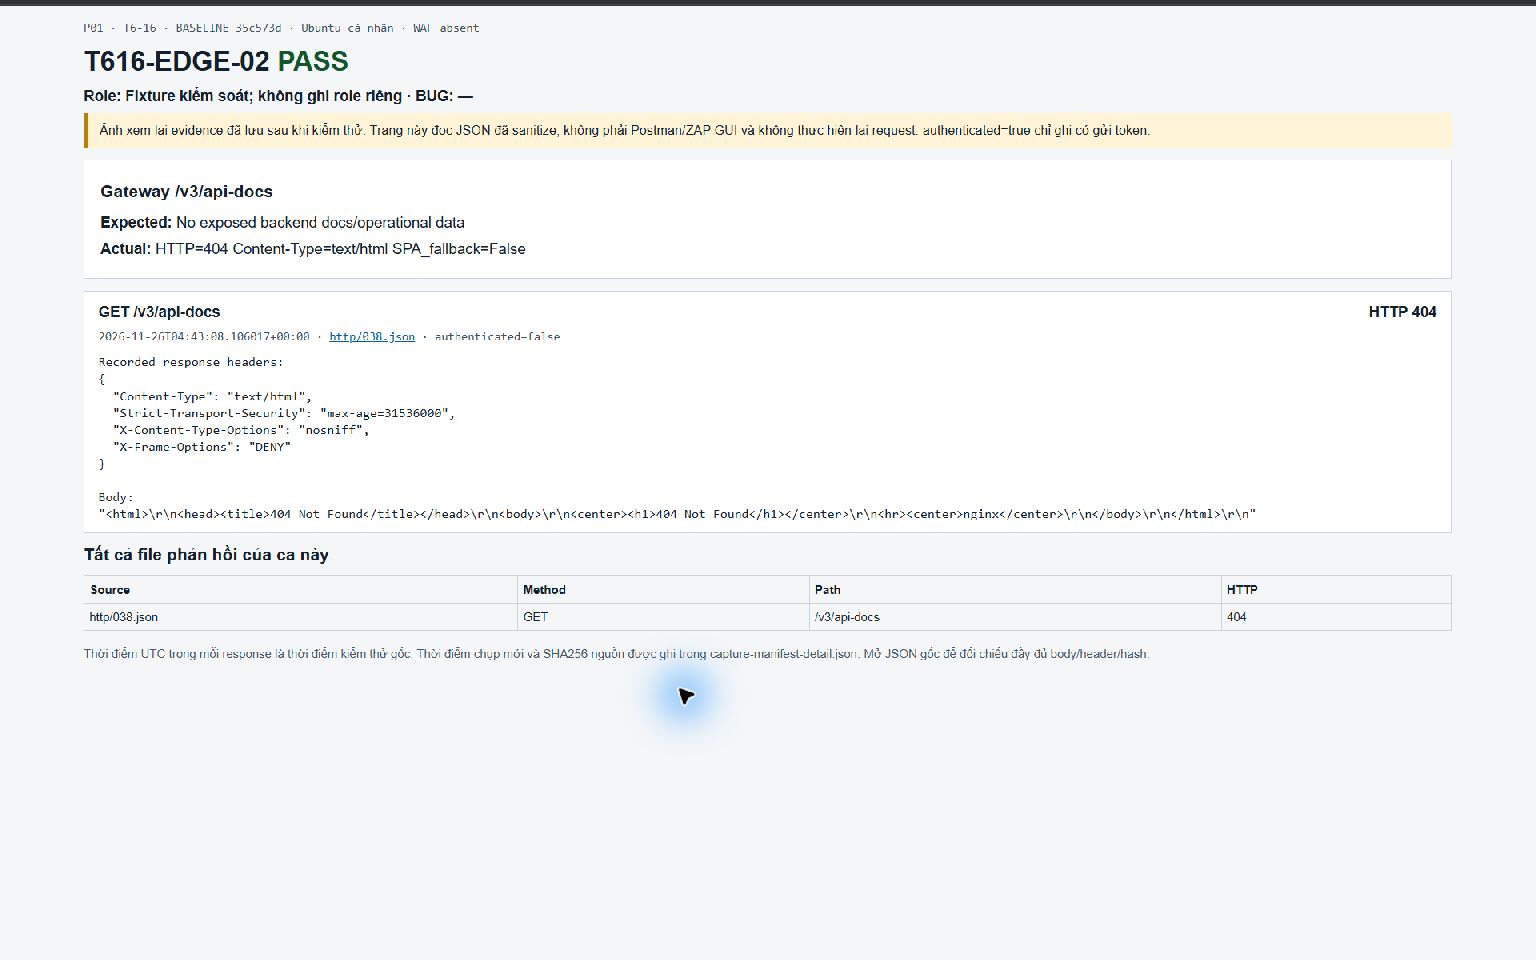 P01 · T6-16 · BASELINE 35c573d · Ubuntu cá nhân · WAF absent
T616-EDGE-02 PASS
Role: Fixture kiểm soát; không ghi role riêng · BUG: —
Ảnh xem lại evidence đã lưu sau kiểm thử. Trang này đọc JSON đã sanitize, không phải Postman/ZAP GUI và không thực hiện lại request. authenticated=true chỉ ghi có gửi token.
Gateway /v3/api-docs
Expected: No exposed backend docs/operational data
Actual: HTTP=404 Content-Type=text/html SPA_fallback=False
GET /v3/api-docs HTTP 404
2026-11-26T04:43:08.106017+00:00 · http/038.json · authenticated=false
Recorded response headers:
{
  "Content-Type": "text/html",
  "Strict-Transport-Security": "max-age=31536000",
  "X-Content-Type-Options": "nosniff",
  "X-Frame-Options": "DENY"
}
Body:
"<html>\r\n<head><title>404 Not Found</title></head>\r\n<body>\r\n<center><h1>404 Not Found</h1></center>\r\n<hr><center>nginx</center>\r\n</body>\r\n</html>\r\n"
Tất cả file phản hồi của ca này
Source Method Path HTTP
http/038.json GET /v3/api-docs 404
Thời điểm UTC trong mỗi response là thời điểm kiểm thử gốc. Thời điểm chụp mới và SHA256 nguồn được ghi trong capture-manifest-detail.json. Mở JSON gốc để đối chiếu đầy đủ body/header/hash.